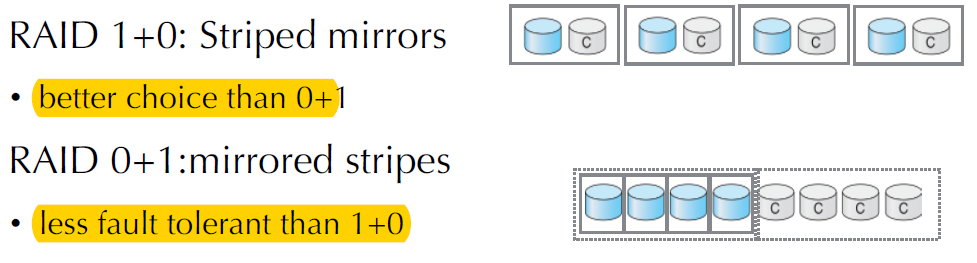 RAID 1+0: Striped mirrors
C C C C
• better choice than 0+1
RAID 0+1:mirrored stripes
C C C C
• less fault tolerant than 1+0